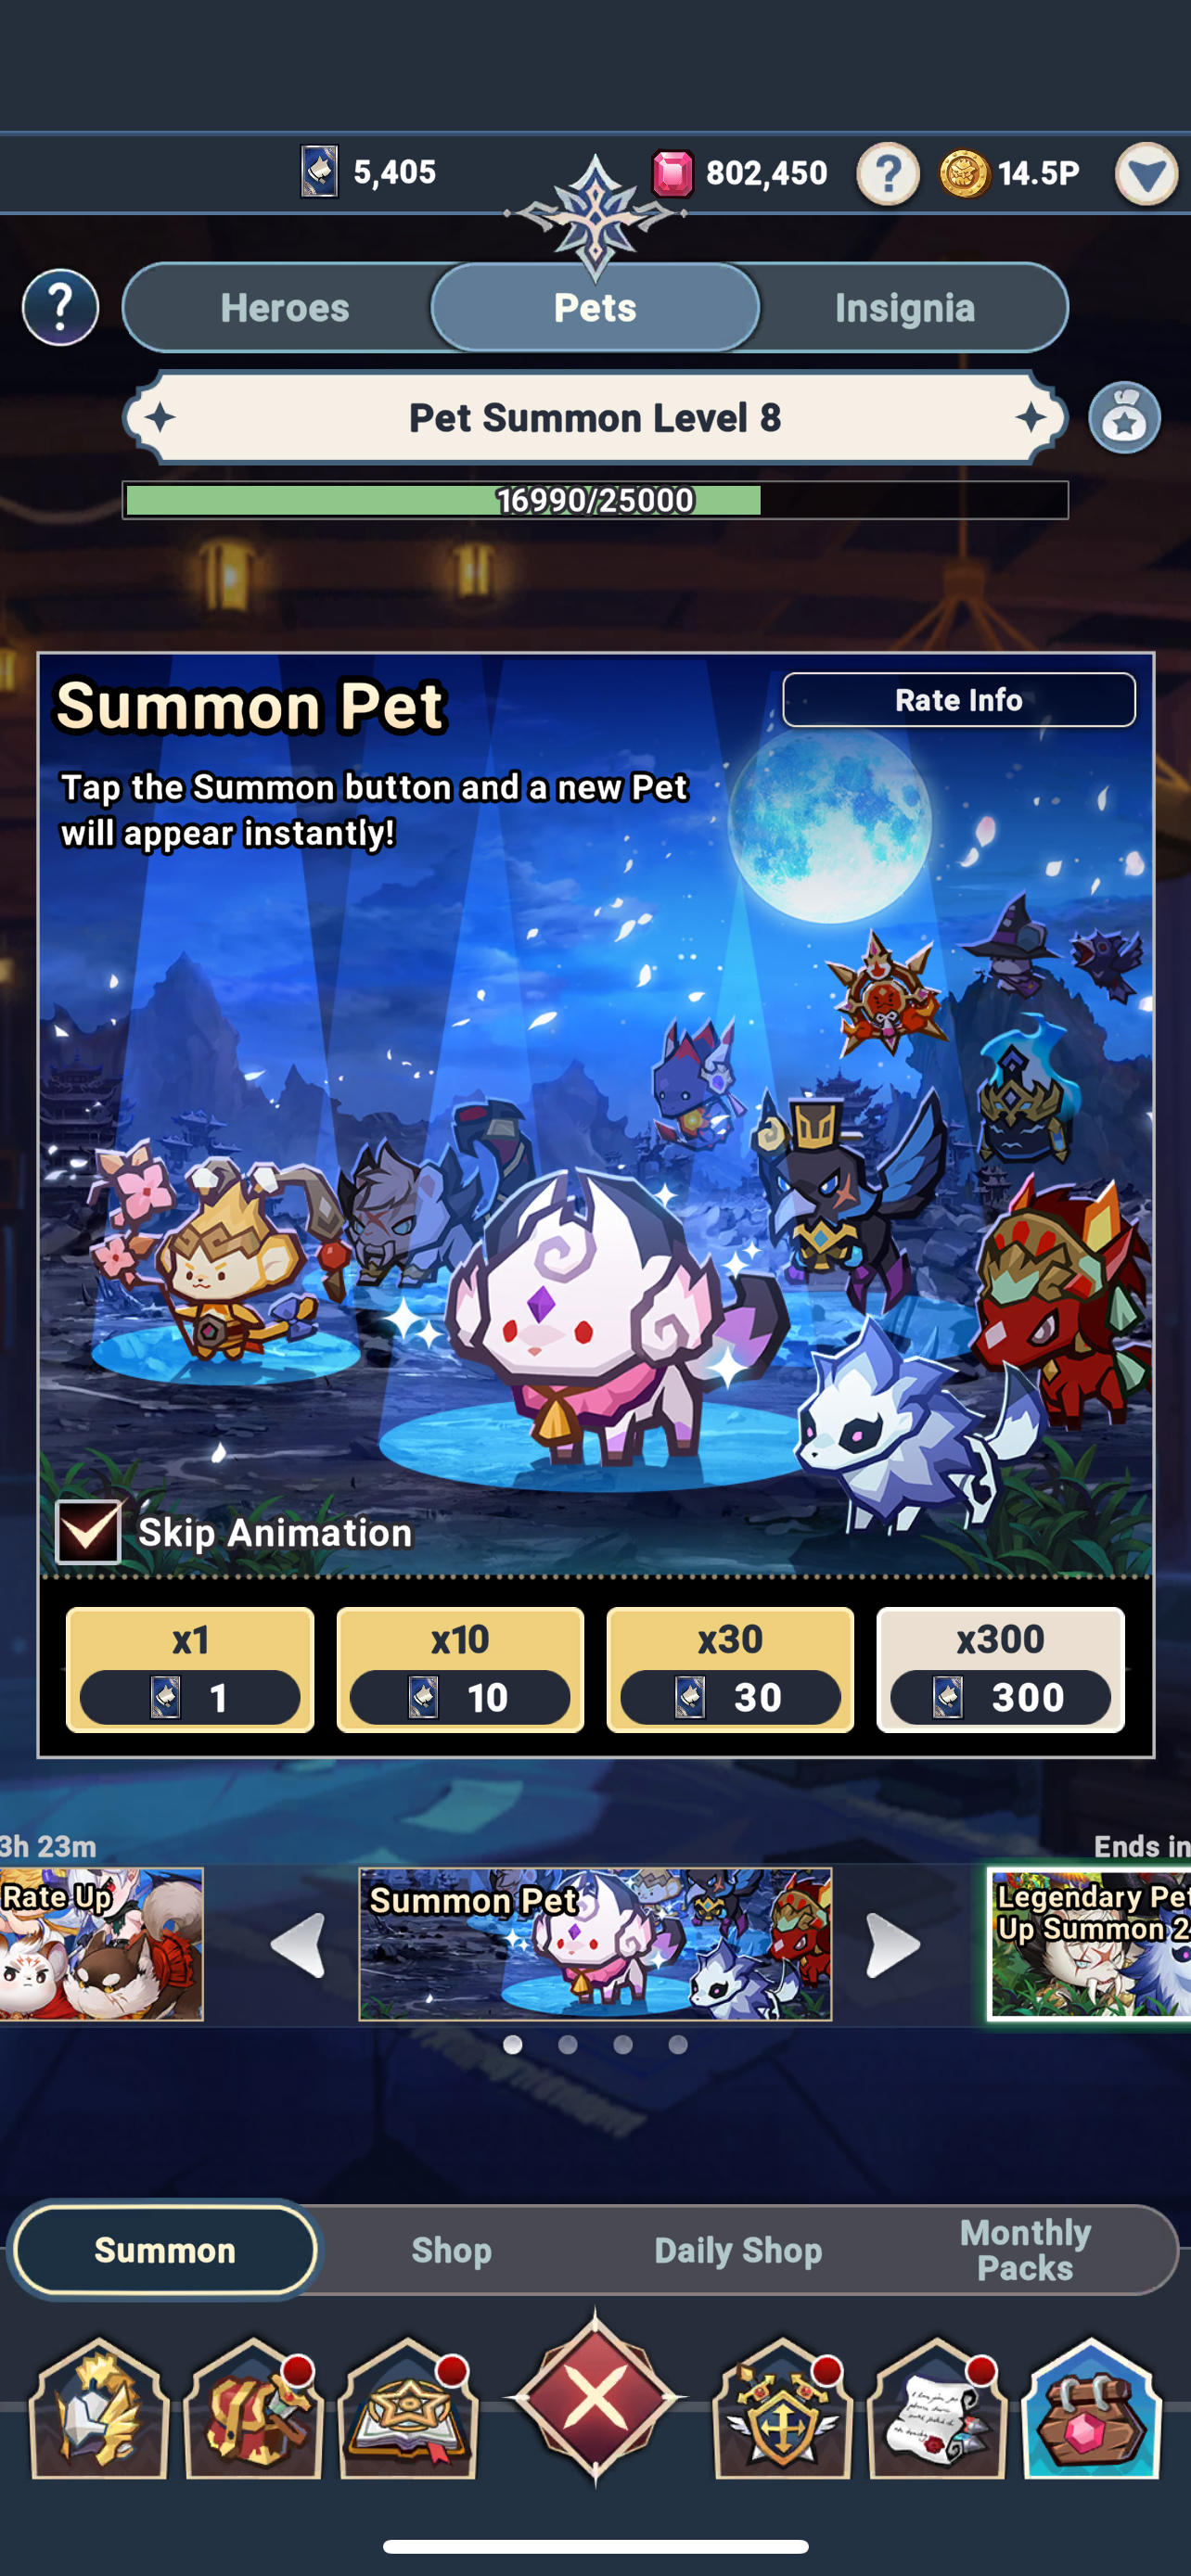 5,405
802,450
?
14.5P
?
Heroes
Pets
Insignia
Pet Summon Level 8
16990/25000
Summon Pet
Rate Info
Tap the Summon button and a new Pet
will appear instantly!
Skip Animation
x1
x10
x30
x300
1
10
30
300
3h 23m
Ends in
Rate Up
Summon Pet
Legendary Pet
Up Summon 2
Summon
Shop
Daily Shop
Monthly
Packs